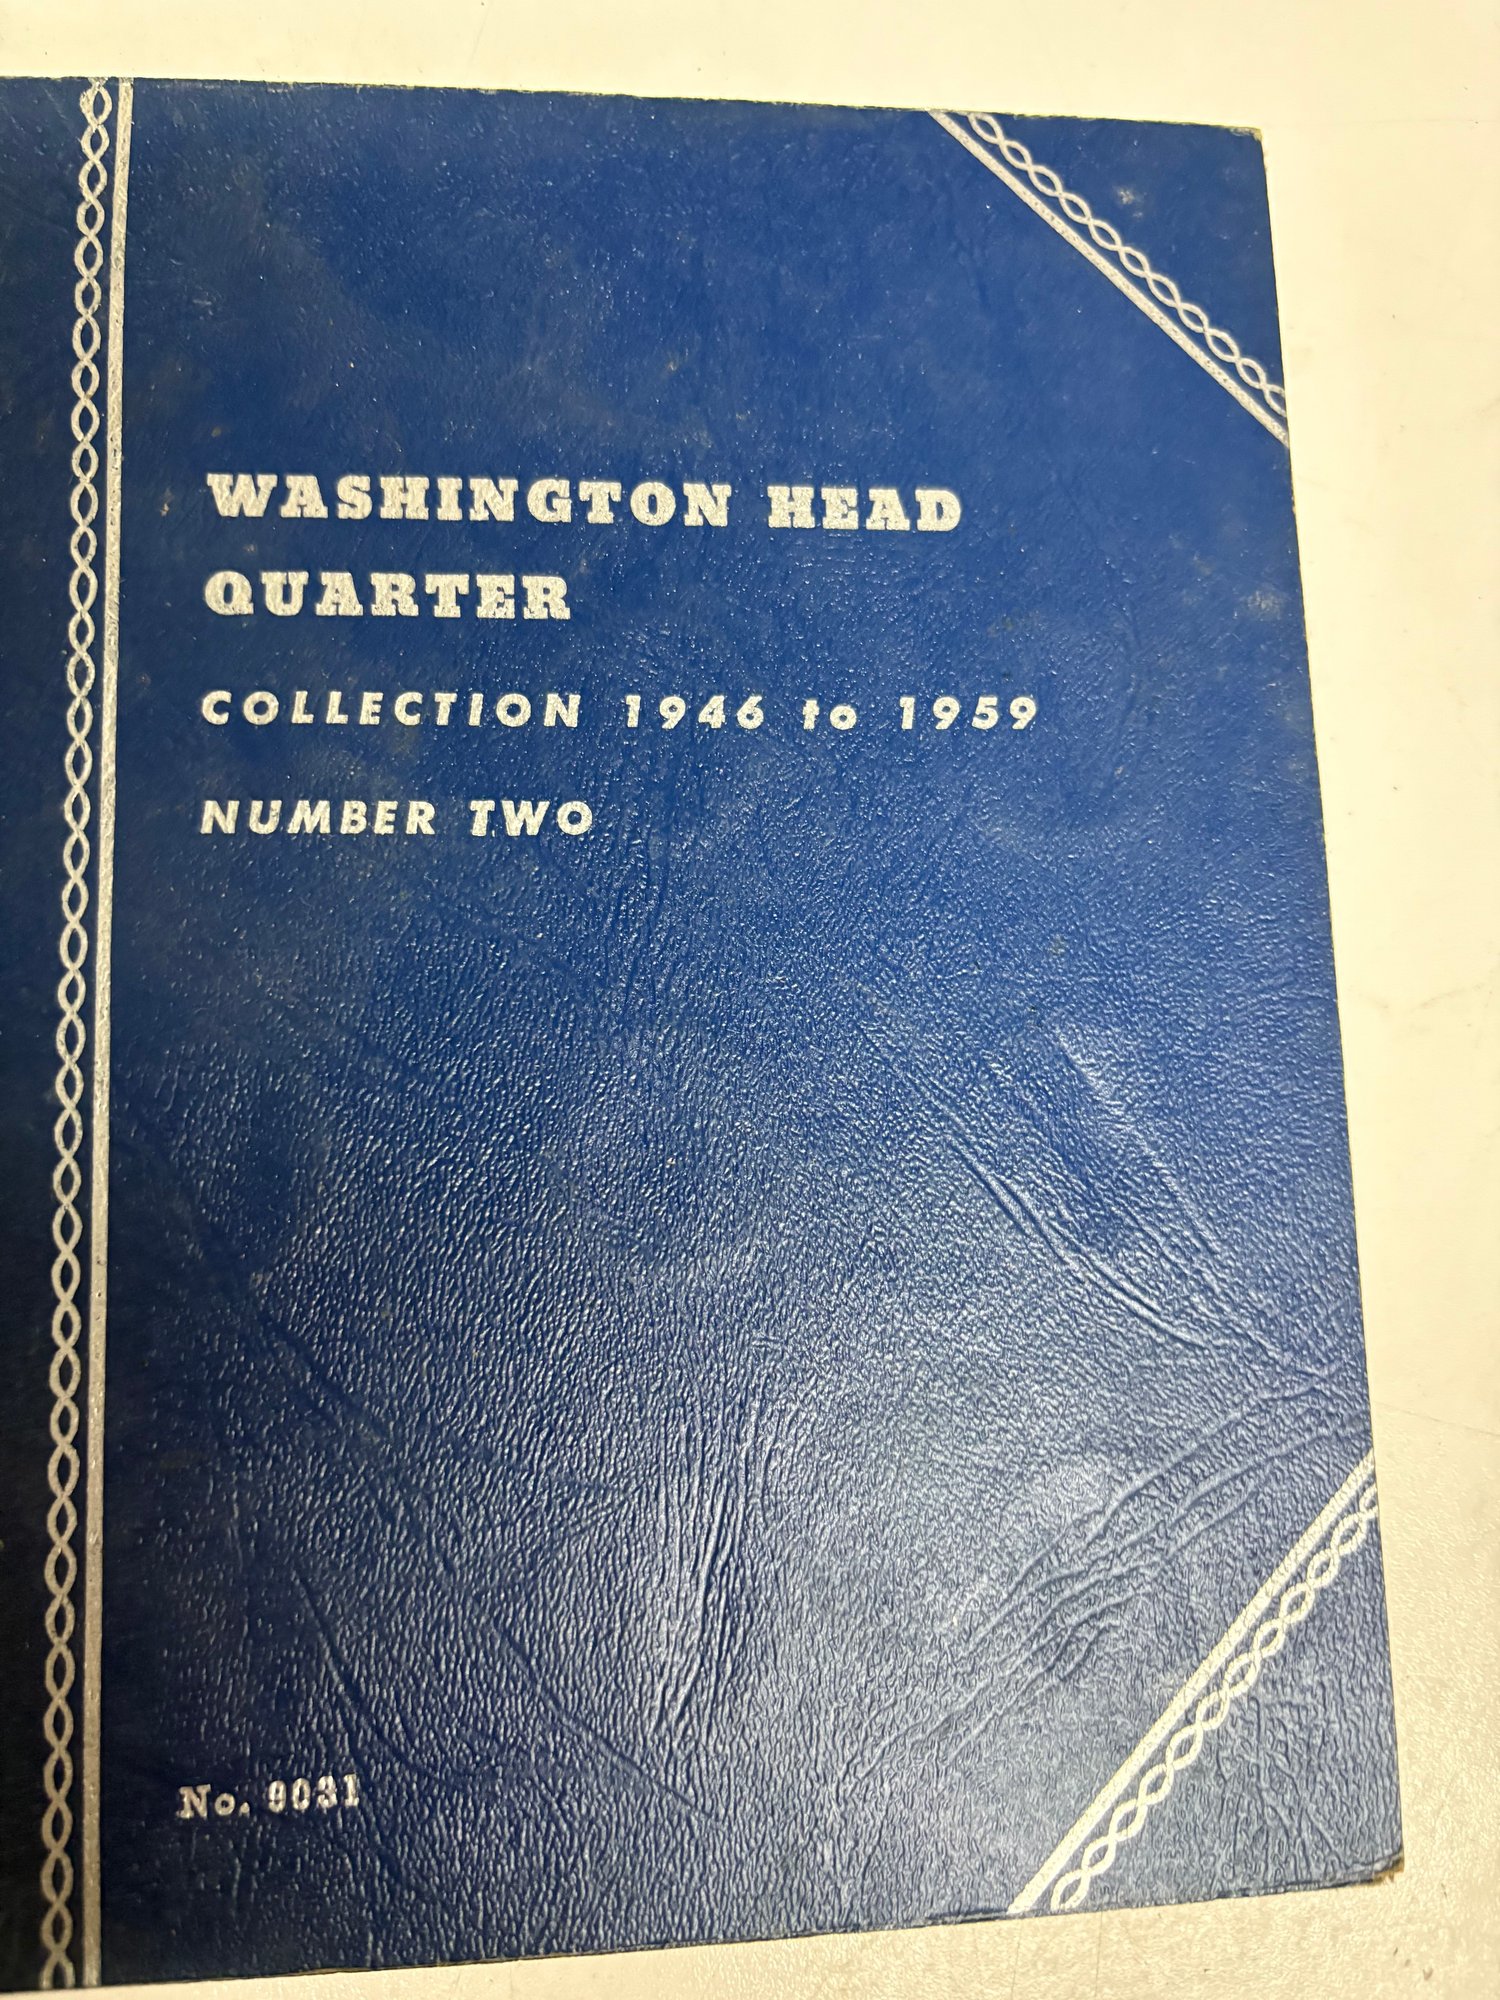 WASHINGTON HEAD
QUARTER
COLLECTION 1946 to 1959
NUMBER TWO
No. 9031